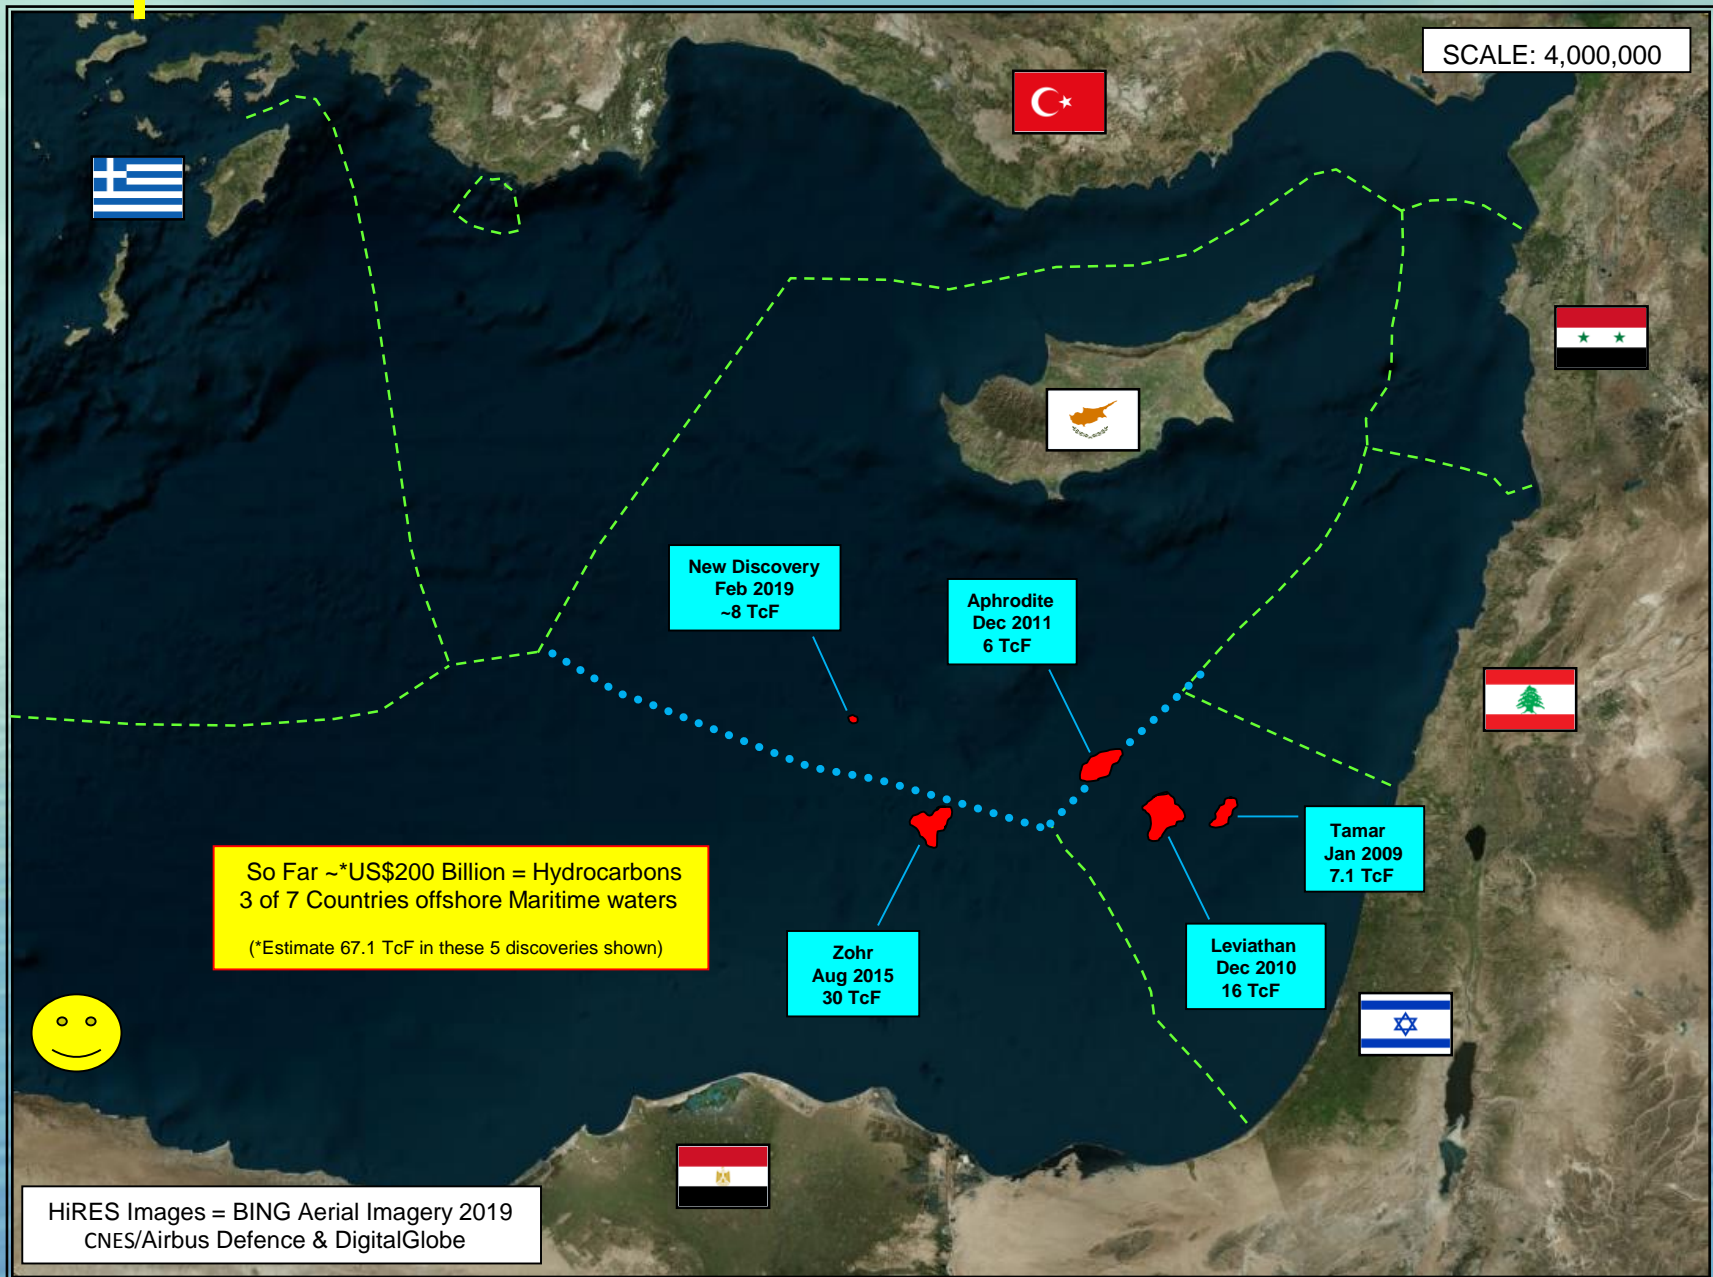 SCALE: 4,000,000
New Discovery
Feb 2019
~8 TcF
Aphrodite
Dec 2011
6 TcF
Tamar
Jan 2009
7.1 TcF
So Far ~*US$200 Billion = Hydrocarbons
3 of 7 Countries offshore Maritime waters
(*Estimate 67.1 TcF in these 5 discoveries shown)
Zohr
Aug 2015
30 TcF
Leviathan
Dec 2010
16 TcF
HiRES Images = BING Aerial Imagery 2019
CNES/Airbus Defence & DigitalGlobe